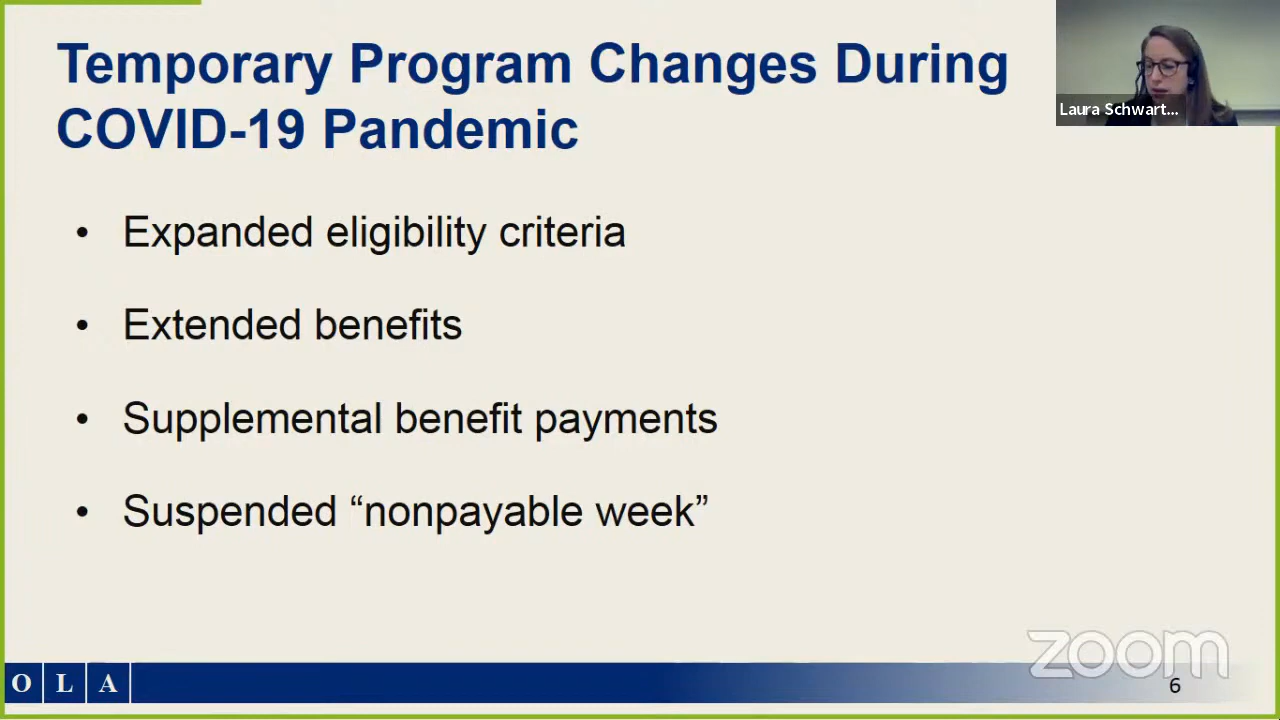 Temporary Program Changes During
COVID-19 Pandemic
Laura Schwart...
• Expanded eligibility criteria
• Extended benefits
• Supplemental benefit payments
• Suspended “nonpayable week”
zoom
O L A
6